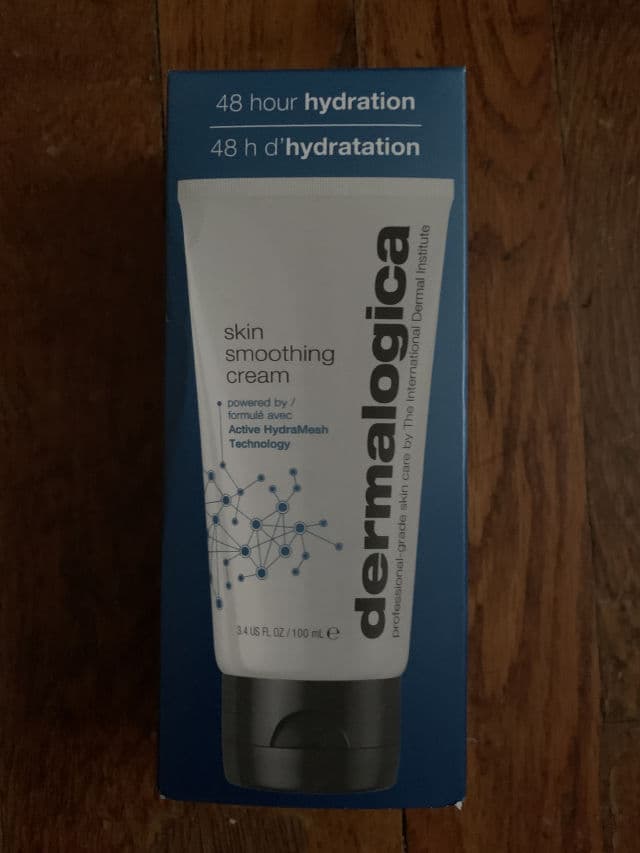 48 hour hydration
48 h d'hydratation
skin
smoothing
cream
powered by /
formulé avec
Active HydraMesh
Technology
3.4 US FL OZ / 100 mL ℮
dermalogica
professional-grade skin care by The International Dermal Institute